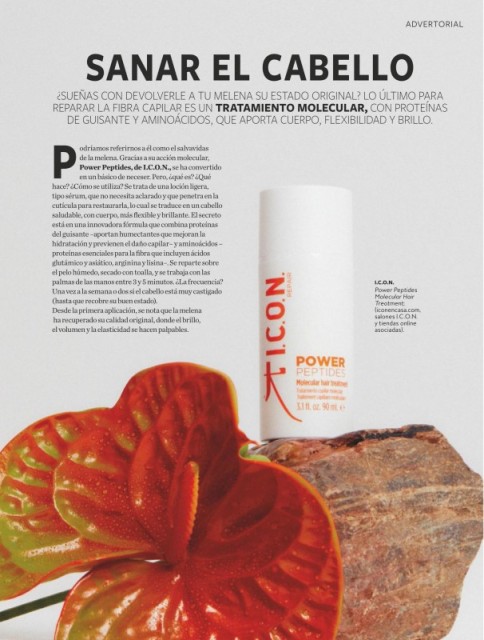 ADVERTORIAL
SANAR EL CABELLO
¿SUEÑAS CON DEVOLVERLE A TU MELENA SU ESTADO ORIGINAL? LO ÚLTIMO PARA
REPARAR LA FIBRA CAPILAR ES UN TRATAMIENTO MOLECULAR, CON PROTEÍNAS
DE GUISANTE Y AMINOÁCIDOS, QUE APORTA CUERPO, FLEXIBILIDAD Y BRILLO.
Podríamos referirnos a él como el salvavidas
de la melena. Gracias a su acción molecular,
Power Peptides, de I.C.O.N., se ha convertido
en un básico de neceser. Pero, ¿qué es? ¿Qué
hace? ¿Cómo se utiliza? Se trata de una loción ligera,
tipo sérum, que no necesita aclarado y que penetra en la
cutícula para restaurarla, lo cual se traduce en un cabello
saludable, con cuerpo, más flexible y brillante. El secreto
está en una innovadora fórmula que combina proteínas
del guisante –aportan humectantes que mejoran la
hidratación y previenen el daño capilar– y aminoácidos –
proteínas esenciales para la fibra que incluyen ácidos
glutámico y asiático, arginina y lisina–. Se reparte sobre
el pelo húmedo, secado con toalla, y se trabaja con las
palmas de las manos entre 3 y 5 minutos. ¿La frecuencia?
Una vez a la semana o dos si el cabello está muy castigado
(hasta que recobre su buen estado).
Desde la primera aplicación, se nota que la melena
ha recuperado su calidad original, donde el brillo,
el volumen y la elasticidad se hacen palpables.
I.C.O.N.
Power Peptides
Molecular Hair
Treatment
(iconencasa.com,
salones I.C.O.N.
y tiendas online
asociadas).
I.C.O.N.
REPAIR
POWER
PEPTIDES
Molecular hair treatment
3.1 fl. oz. 90 ml e